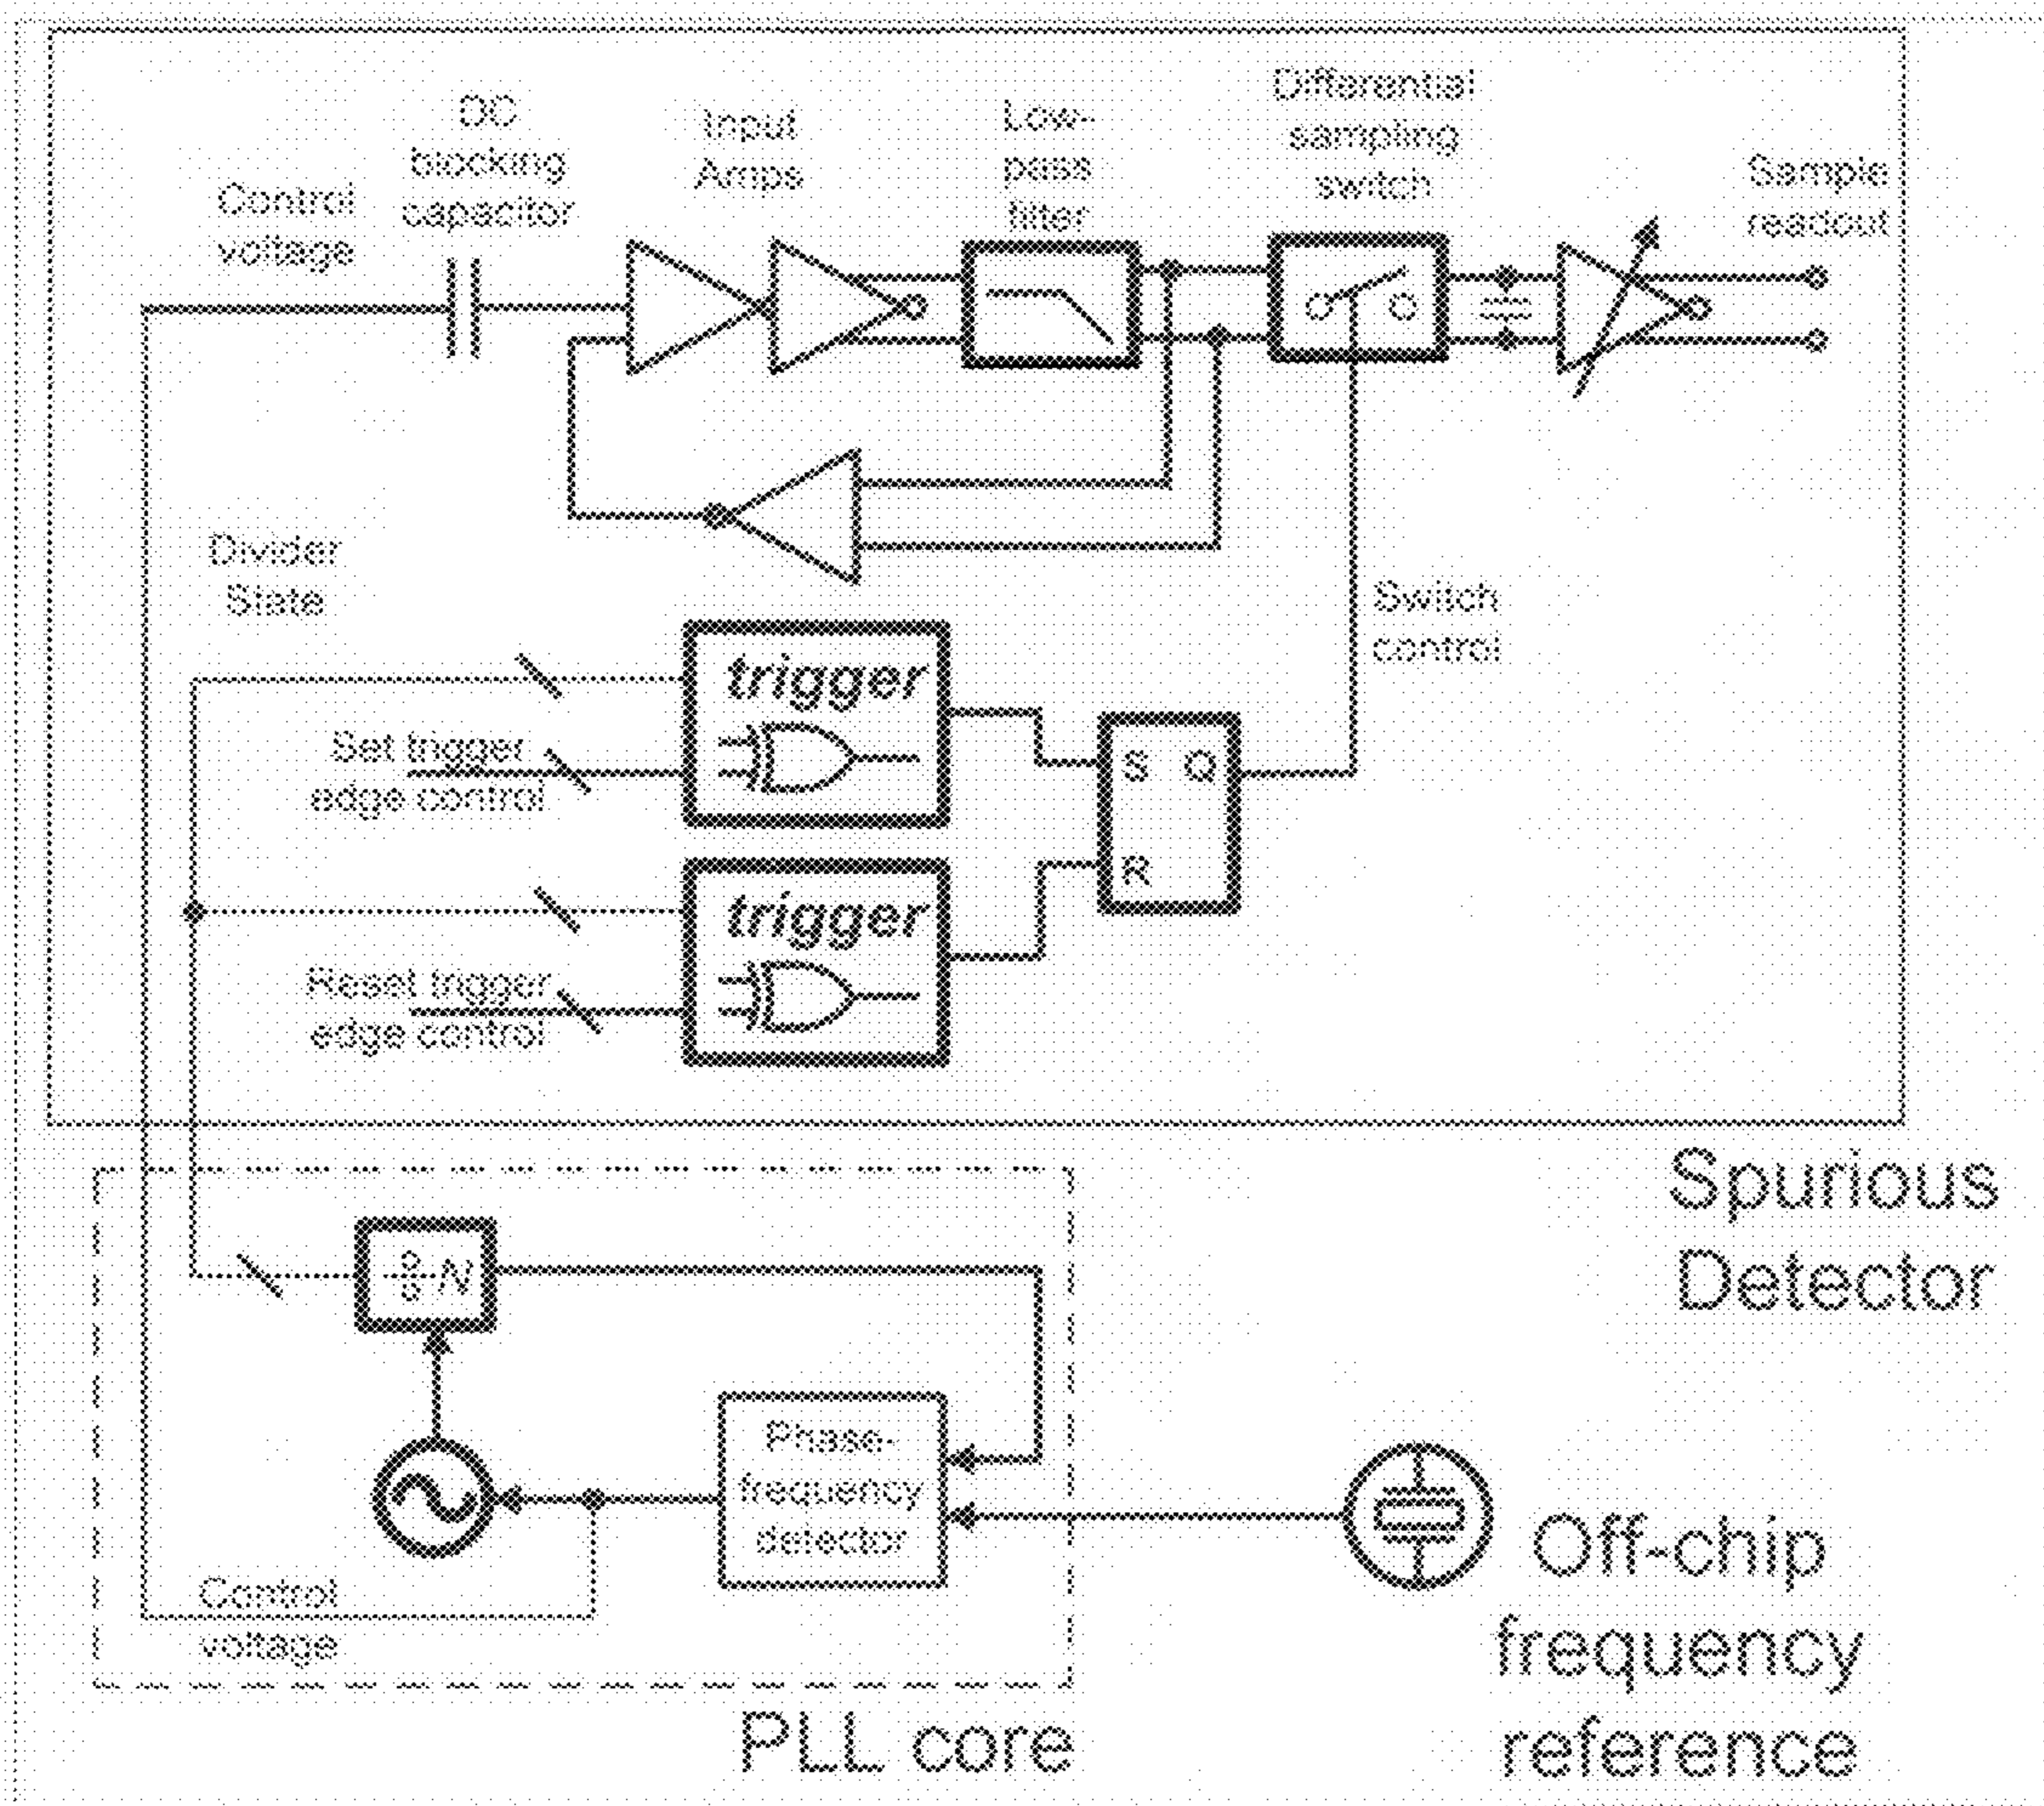 Control
voltage
DC
blocking
capacitor
Input
Amps
Low-
pass
filter
Differential
sampling
switch
Sample
readout
Divider
State
Switch
control
trigger
Set trigger
edge control
S Q
R
trigger
Reset trigger
edge control
Spurious
Detector
÷N
Phase-
frequency
detector
Off-chip
frequency
reference
Control
voltage
PLL core